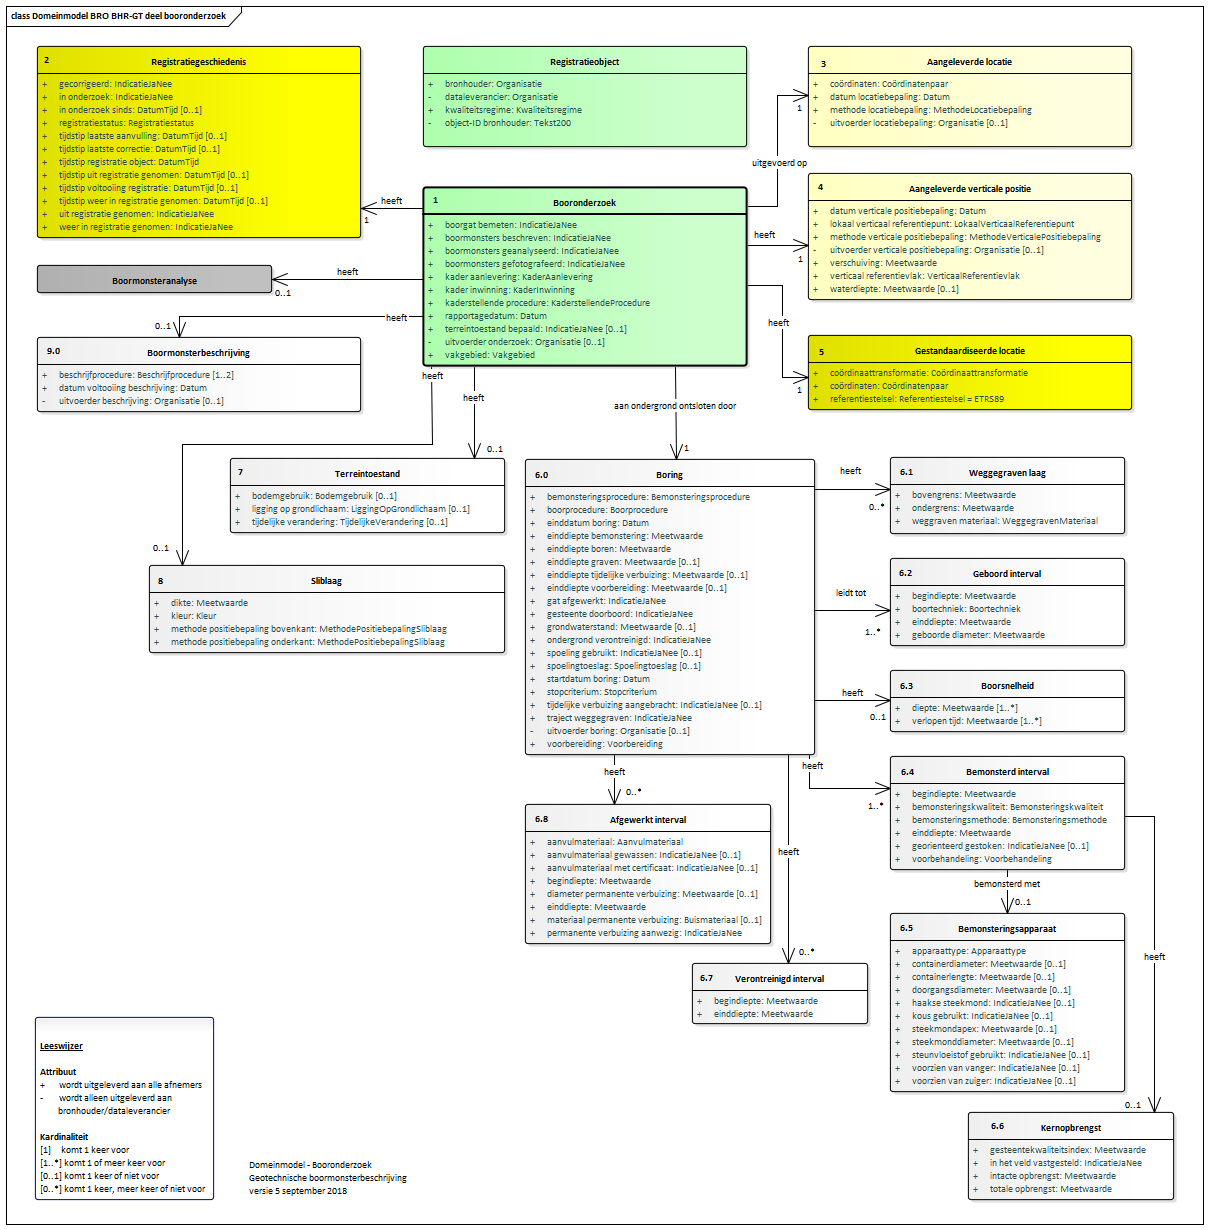 class Domeinmodel BRO BHR-GT deel booronderzoek
2
Registratiegeschiedenis
+ gecorrigeerd: IndicatieJaNee
+ in onderzoek: IndicatieJaNee
+ in onderzoek sinds: DatumTijd [0..1]
+ registratiestatus: Registratiestatus
+ tijdstip laatste aanvulling: DatumTijd [0..1]
+ tijdstip laatste correctie: DatumTijd [0..1]
+ tijdstip registratie object: DatumTijd
+ tijdstip uit registratie genomen: DatumTijd [0..1]
+ tijdstip voltooiing registratie: DatumTijd [0..1]
+ tijdstip weer in registratie genomen: DatumTijd [0..1]
+ uit registratie genomen: IndicatieJaNee
+ weer in registratie genomen: IndicatieJaNee
Registratieobject
+ bronhouder: Organisatie
- dataleverancier: Organisatie
+ kwaliteitsregime: Kwaliteitsregime
- object-ID bronhouder: Tekst200
3
Aangeleverde locatie
+ coördinaten: Coördinatenpaar
+ datum locatiebepaling: Datum
+ methode locatiebepaling: MethodeLocatiebepaling
- uitvoerder locatiebepaling: Organisatie [0..1]
1
uitgevoerd op
heeft
1
1
Booronderzoek
+ boorgat bemeten: IndicatieJaNee
+ boormonsters beschreven: IndicatieJaNee
+ boormonsters geanalyseerd: IndicatieJaNee
+ boormonsters gefotografeerd: IndicatieJaNee
+ kader aanlevering: KaderAanlevering
+ kader inwinning: KaderInwinning
+ kaderstellende procedure: KaderstellendeProcedure
+ rapportagedatum: Datum
+ terreintoestand bepaald: IndicatieJaNee [0..1]
- uitvoerder onderzoek: Organisatie [0..1]
+ vakgebied: Vakgebied
4
Aangeleverde verticale positie
+ datum verticale positiebepaling: Datum
+ lokaal verticaal referentiepunt: LokaalVerticaalReferentiepunt
+ methode verticale positiebepaling: MethodeVerticalePositiebepaling
- uitvoerder verticale positiebepaling: Organisatie [0..1]
+ verschuiving: Meetwaarde
+ verticaal referentievlak: VerticaalReferentievlak
+ waterdiepte: Meetwaarde [0..1]
heeft
1
Boormonsteranalyse
heeft
0..1
heeft
0..1
9.0
Boormonsterbeschrijving
+ beschrijfprocedure: Beschrijfprocedure [1..2]
+ datum voltooiing beschrijving: Datum
- uitvoerder beschrijving: Organisatie [0..1]
heeft
1
5
Gestandaardiseerde locatie
+ coördinaattransformatie: Coördinaattransformatie
+ coördinaten: Coördinatenpaar
+ referentiestelsel: Referentiestelsel = ETRS89
heeft
0..1
heeft
0..1
aan ondergrond ontsloten door
1
7
Terreintoestand
+ bodemgebruik: Bodemgebruik [0..1]
+ ligging op grondlichaam: LiggingOpGrondlichaam [0..1]
+ tijdelijke verandering: TijdelijkeVerandering [0..1]
8
Sliblaag
+ dikte: Meetwaarde
+ kleur: Kleur
+ methode positiebepaling bovenkant: MethodePositiebepalingSliblaag
+ methode positiebepaling onderkant: MethodePositiebepalingSliblaag
6.0
Boring
+ bemonsteringsprocedure: Bemonsteringsprocedure
+ boorprocedure: Boorprocedure
+ einddatum boring: Datum
+ einddiepte bemonstering: Meetwaarde
+ einddiepte boren: Meetwaarde
+ einddiepte graven: Meetwaarde [0..1]
+ einddiepte tijdelijke verbuizing: Meetwaarde [0..1]
+ einddiepte voorbereiding: Meetwaarde [0..1]
+ gat afgewerkt: IndicatieJaNee
+ gesteente doorboord: IndicatieJaNee
+ grondwaterstand: Meetwaarde [0..1]
+ ondergrond verontreinigd: IndicatieJaNee
+ spoeling gebruikt: IndicatieJaNee [0..1]
+ spoelingtoeslag: Spoelingtoeslag [0..1]
+ startdatum boring: Datum
+ stopcriterium: Stopcriterium
+ tijdelijke verbuizing aangebracht: IndicatieJaNee [0..1]
+ traject weggegraven: IndicatieJaNee
- uitvoerder boring: Organisatie [0..1]
+ voorbereiding: Voorbereiding
heeft
0..*
6.1
Weggegraven laag
+ bovengrens: Meetwaarde
+ ondergrens: Meetwaarde
+ weggraven materiaal: WeggegravenMateriaal
leidt tot
1..*
6.2
Geboord interval
+ begindiepte: Meetwaarde
+ boortechniek: Boortechniek
+ einddiepte: Meetwaarde
+ geboorde diameter: Meetwaarde
heeft
0..1
6.3
Boorsnelheid
+ diepte: Meetwaarde [1..*]
+ verlopen tijd: Meetwaarde [1..*]
heeft
1..*
6.4
Bemonsterd interval
+ begindiepte: Meetwaarde
+ bemonsteringskwaliteit: Bemonsteringskwaliteit
+ bemonsteringsmethode: Bemonsteringsmethode
+ einddiepte: Meetwaarde
+ georienteerd gestoken: IndicatieJaNee [0..1]
+ voorbehandeling: Voorbehandeling
bemonsterd met
0..1
heeft
0..*
6.8
Afgewerkt interval
+ aanvulmateriaal: Aanvulmateriaal
+ aanvulmateriaal gewassen: IndicatieJaNee [0..1]
+ aanvulmateriaal met certificaat: IndicatieJaNee [0..1]
+ begindiepte: Meetwaarde
+ diameter permanente verbuizing: Meetwaarde [0..1]
+ einddiepte: Meetwaarde
+ materiaal permanente verbuizing: Buismateriaal [0..1]
+ permanente verbuizing aanwezig: IndicatieJaNee
heeft
0..*
6.7
Verontreinigd interval
+ begindiepte: Meetwaarde
+ einddiepte: Meetwaarde
6.5
Bemonsteringsapparaat
+ apparaattype: Apparaattype
+ containerdiameter: Meetwaarde [0..1]
+ containerlengte: Meetwaarde [0..1]
+ doorgangsdiameter: Meetwaarde [0..1]
+ haakse steekmond: IndicatieJaNee [0..1]
+ kous gebruikt: IndicatieJaNee [0..1]
+ steekmondapex: Meetwaarde [0..1]
+ steekmonddiameter: Meetwaarde [0..1]
+ steunvloeistof gebruikt: IndicatieJaNee [0..1]
+ voorzien van vanger: IndicatieJaNee [0..1]
+ voorzien van zuiger: IndicatieJaNee [0..1]
heeft
0..1
6.6
Kernopbrengst
+ gesteentekwaliteitsindex: Meetwaarde
+ in het veld vastgesteld: IndicatieJaNee
+ intacte opbrengst: Meetwaarde
+ totale opbrengst: Meetwaarde
Leeswijzer
Attribuut
+ wordt uitgeleverd aan alle afnemers
- wordt alleen uitgeleverd aan
bronhouder/dataleverancier
Kardinaliteit
[1] komt 1 keer voor
[1..*] komt 1 of meer keer voor
[0..1] komt 1 keer of niet voor
[0..*] komt 1 keer, meer keer of niet voor
Domeinmodel - Booronderzoek
Geotechnische boormonsterbeschrijving
versie 5 september 2018